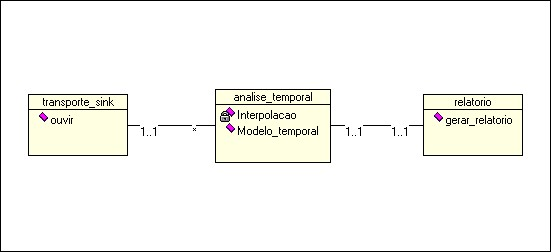 transporte_sink
ouvir
1..1
*
analise_temporal
Interpolacao
Modelo_temporal
1..1
1..1
relatorio
gerar_relatorio